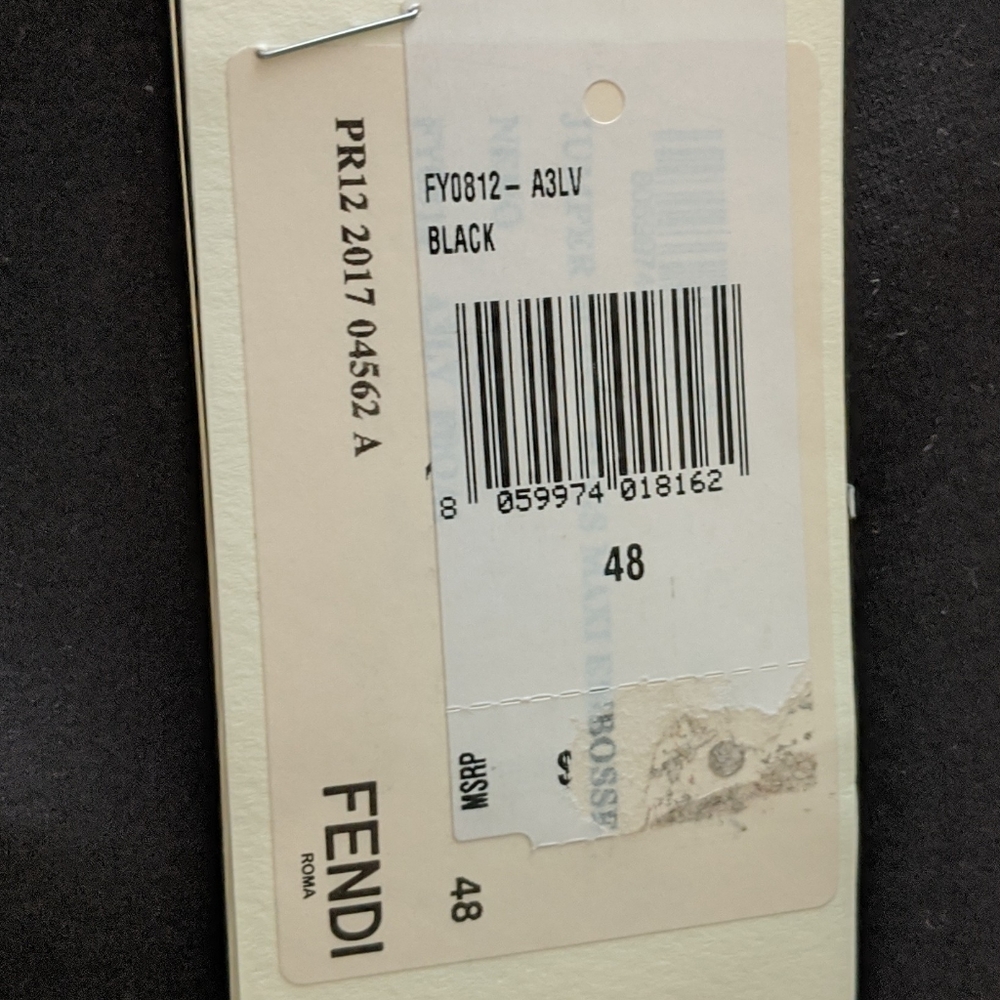 PR12 2017 04562 A
FY0812- A3LV
BLACK
8 059974 018162
48
MSRP
48
FENDI
ROMA